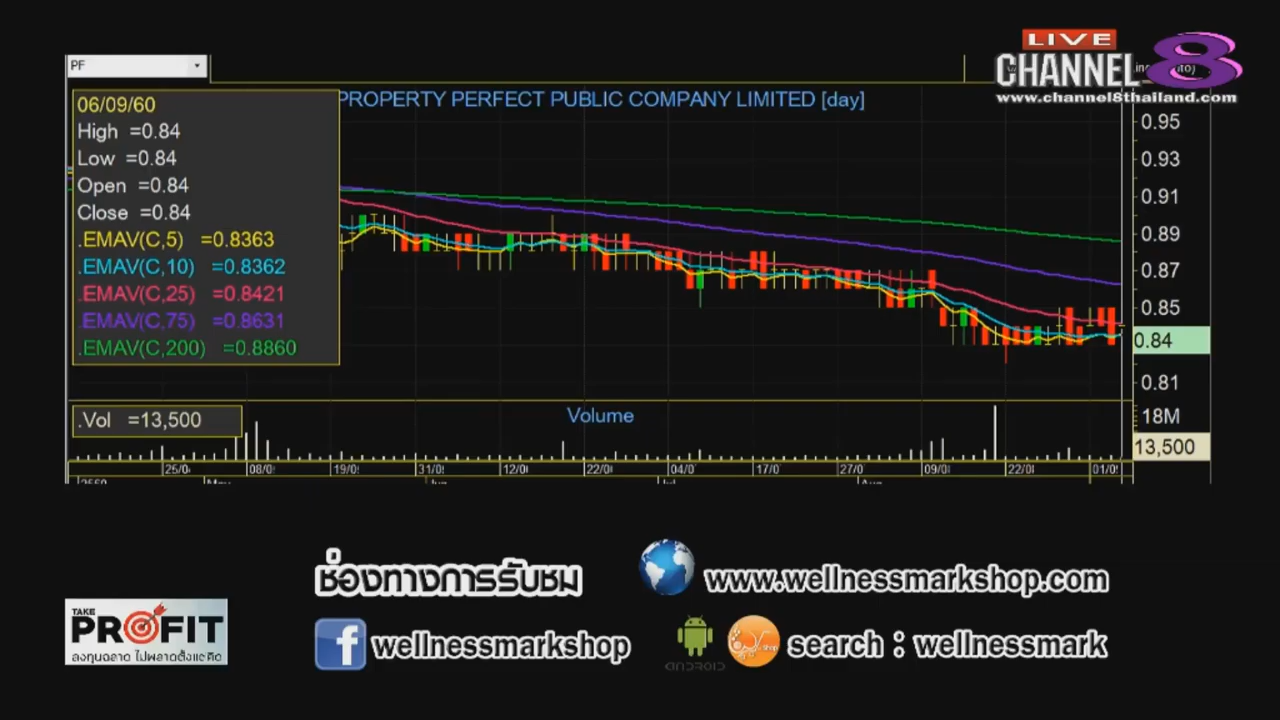 PF
LIVE
CHANNEL 8
www.channel8thailand.com
PROPERTY PERFECT PUBLIC COMPANY LIMITED [day]
06/09/60
High =0.84
Low =0.84
Open =0.84
Close =0.84
.EMAV(C,5) =0.8363
.EMAV(C,10) =0.8362
.EMAV(C,25) =0.8421
.EMAV(C,75) =0.8631
.EMAV(C,200) =0.8860
0.95
0.93
0.91
0.89
0.87
0.85
0.84
0.81
.Vol =13,500
Volume
18M
13,500
25/0
08/0
19/0
31/0
12/0
22/0
04/0
17/0
27/0
09/0
22/0
01/0
ช่องทางการรับชม
www.wellnessmarkshop.com
TAKE
PROFIT
ลงทุนฉลาด ไม่พลาดตั้งแต่คิด
f wellnessmarkshop
ANDROID
search : wellnessmark